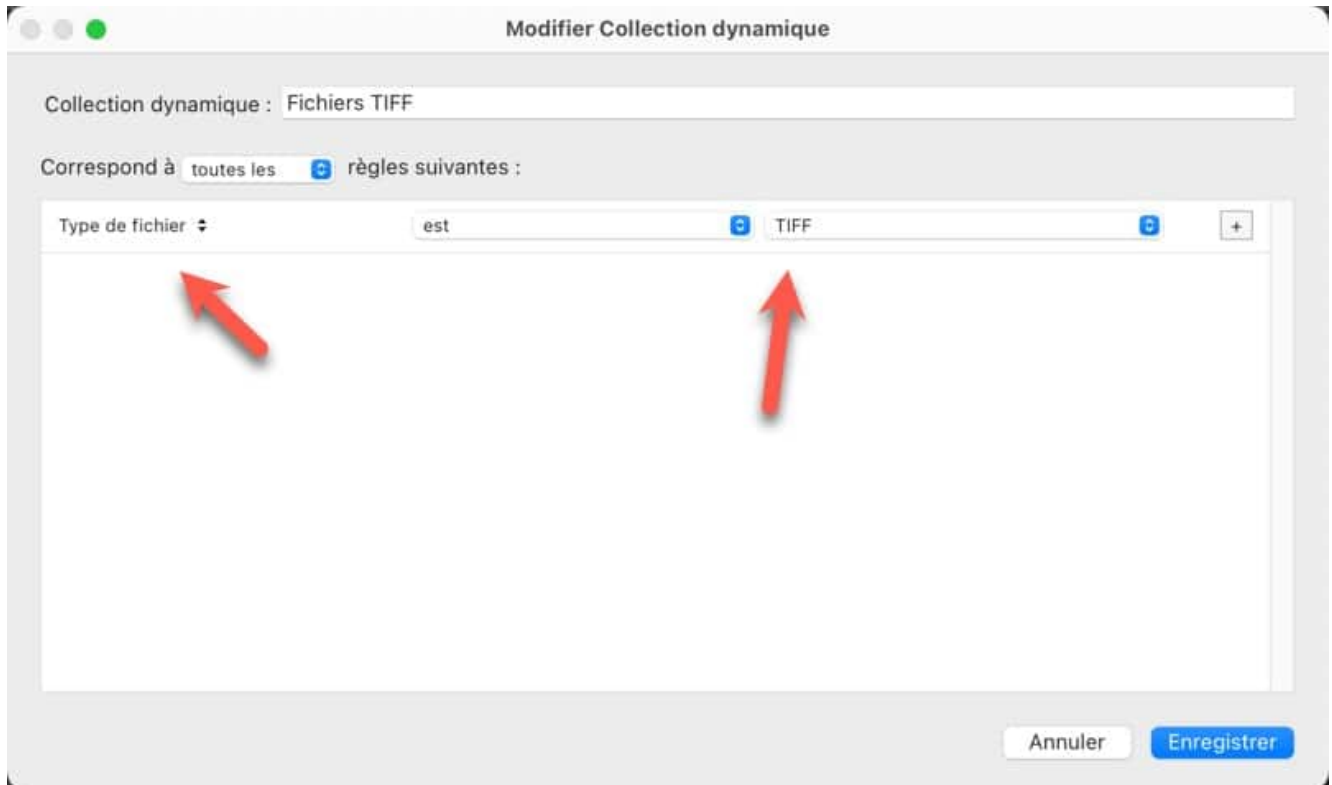 Modifier Collection dynamique
Collection dynamique : Fichiers TIFF
Correspond à toutes les règles suivantes :
Type de fichier est TIFF +
Annuler Enregistrer